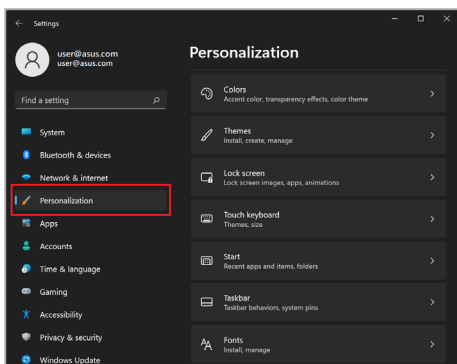 Settings
user@asus.com
user@asus.com
Find a setting
System
Bluetooth & devices
Network & internet
Personalization
Apps
Accounts
Time & language
Gaming
Accessibility
Privacy & security
Windows Update
Personalization
Colors
Accent color, transparency effects, color theme
Themes
Install, create, manage
Lock screen
Lock screen images, apps, animations
Touch keyboard
Themes, size
Start
Recent apps and items, folders
Taskbar
Taskbar behaviors, system pins
Fonts
Install, manage